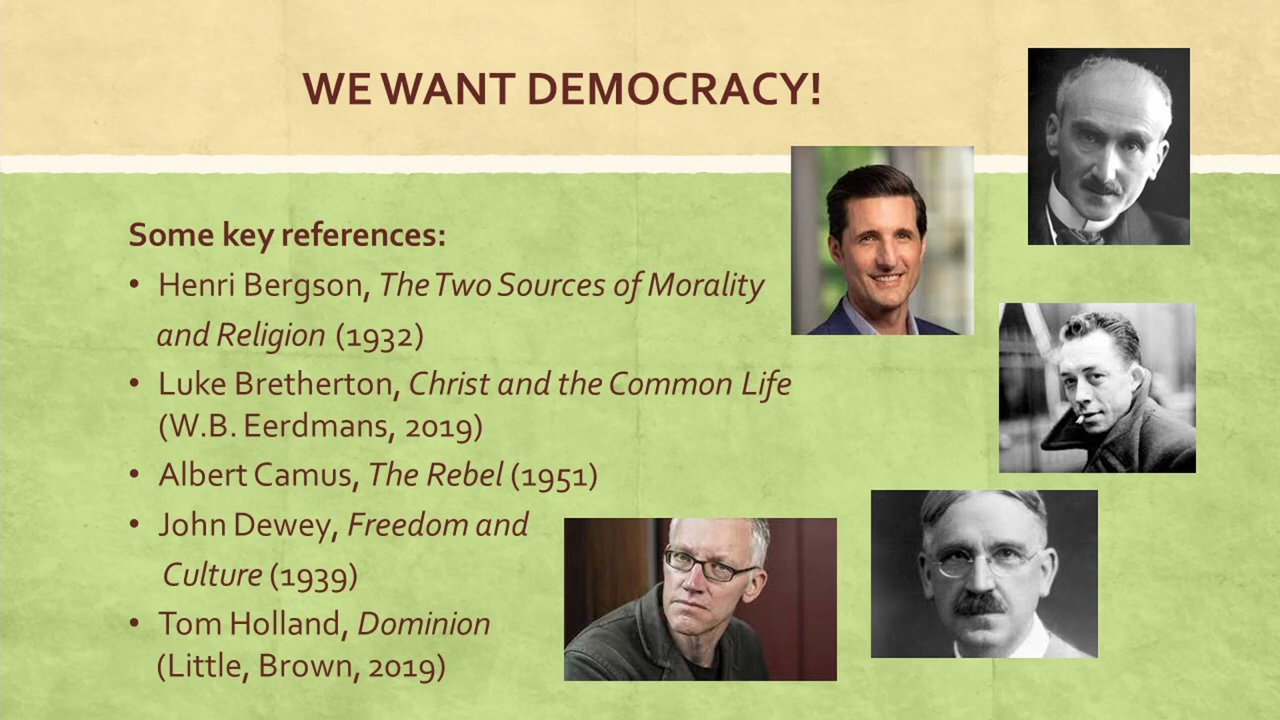 WE WANT DEMOCRACY!
Some key references:
• Henri Bergson, The Two Sources of Morality
and Religion (1932)
• Luke Bretherton, Christ and the Common Life
(W.B. Eerdmans, 2019)
• Albert Camus, The Rebel (1951)
• John Dewey, Freedom and
Culture (1939)
• Tom Holland, Dominion
(Little, Brown, 2019)